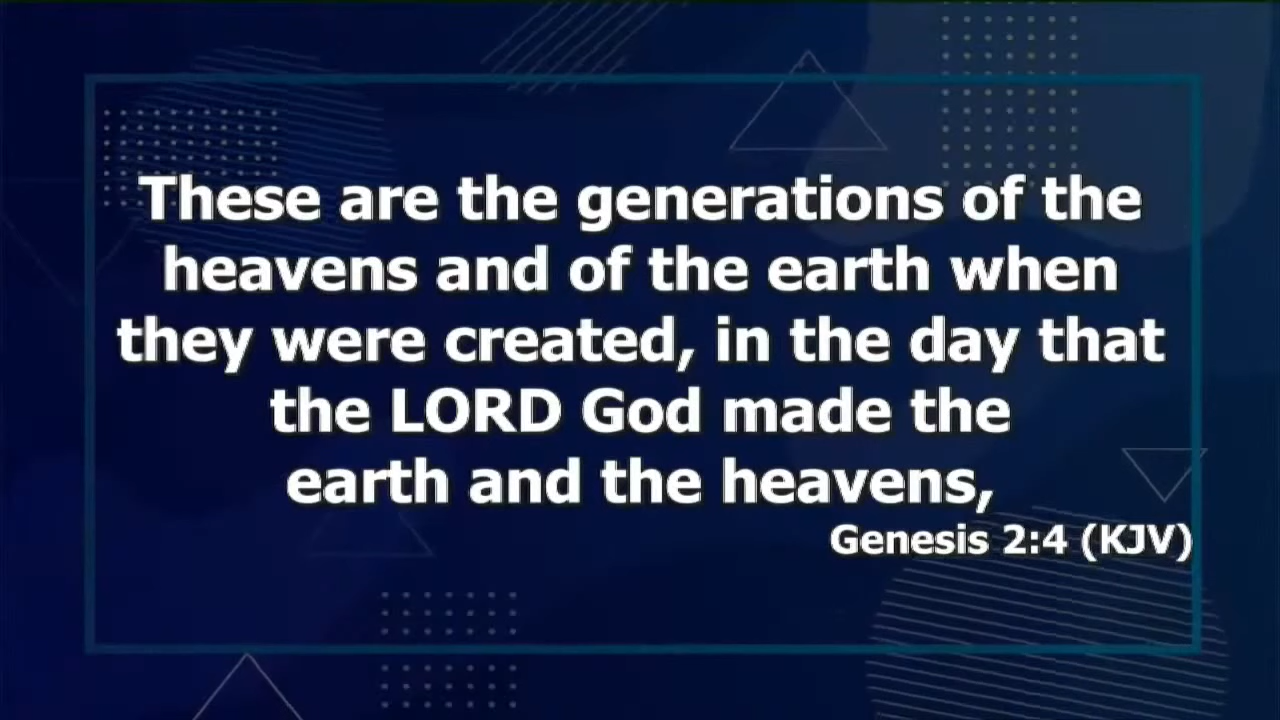 These are the generations of the
heavens and of the earth when
they were created, in the day that
the LORD God made the
earth and the heavens,
Genesis 2:4 (KJV)